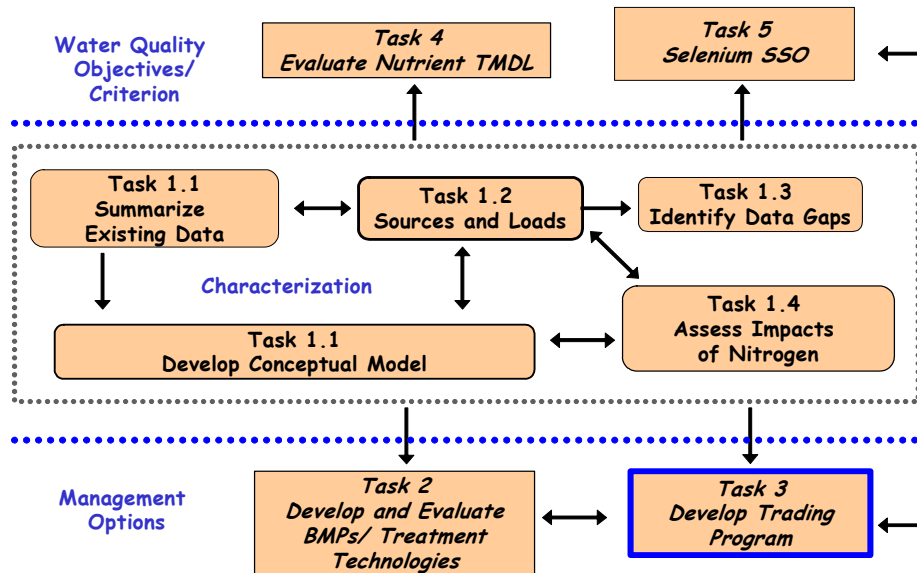 Water Quality
Objectives/
Criterion
Task 4
Evaluate Nutrient TMDL
Task 5
Selenium SSO
Task 1.1
Summarize
Existing Data
Task 1.2
Sources and Loads
Task 1.3
Identify Data Gaps
Characterization
Task 1.1
Develop Conceptual Model
Task 1.4
Assess Impacts
of Nitrogen
Management
Options
Task 2
Develop and Evaluate
BMPs/ Treatment
Technologies
Task 3
Develop Trading
Program